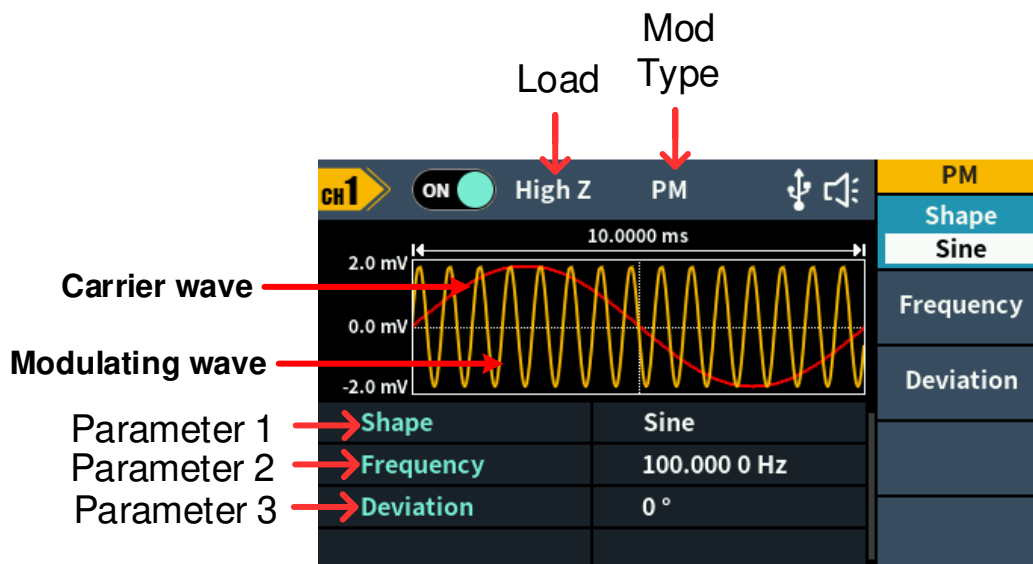 Mod
Type
Load
CH1
ON
High Z
PM
PM
Shape
Sine
Frequency
Deviation
10.0000 ms
2.0 mV
0.0 mV
-2.0 mV
Carrier wave
Modulating wave
Parameter 1
Shape
Sine
Parameter 2
Frequency
100.000 0 Hz
Parameter 3
Deviation
0 °